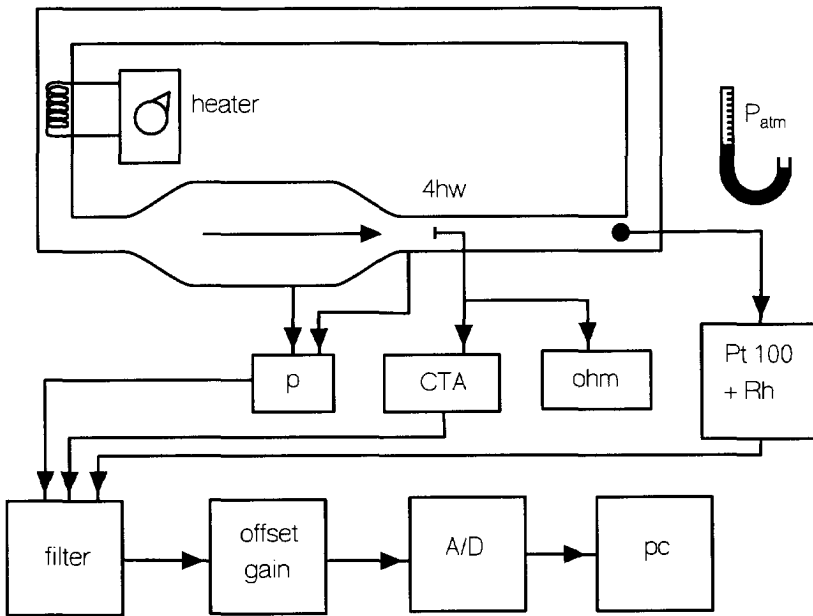 heater
P_atm
4hw
p
CTA
ohm
Pt 100
+ Rh
filter
offset
gain
A/D
pc